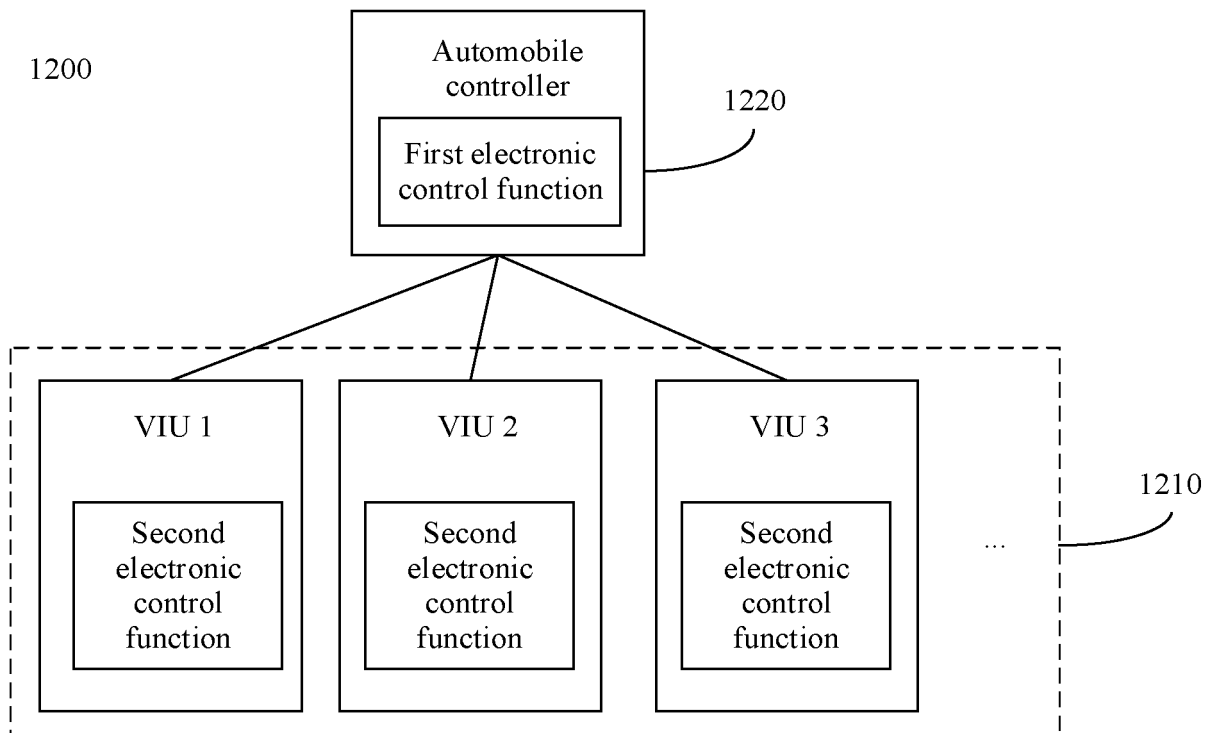 1200
Automobile
controller
1220
First electronic
control function
VIU 1
VIU 2
VIU 3
1210
Second
electronic
control
function
Second
electronic
control
function
Second
electronic
control
function
...